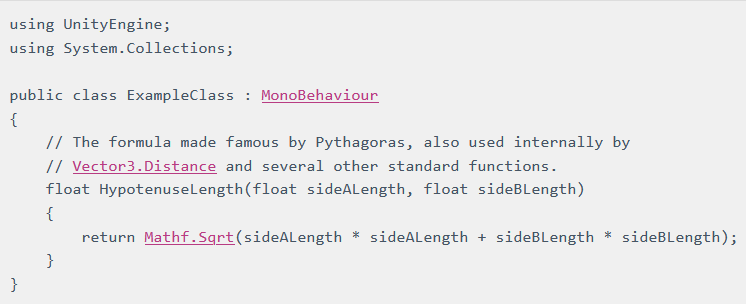 using UnityEngine;
using System.Collections;
public class ExampleClass : MonoBehaviour
{
// The formula made famous by Pythagoras, also used internally by
// Vector3.Distance and several other standard functions.
float HypotenuseLength(float sideALength, float sideBLength)
{
return Mathf.Sqrt(sideALength * sideALength + sideBLength * sideBLength);
}
}